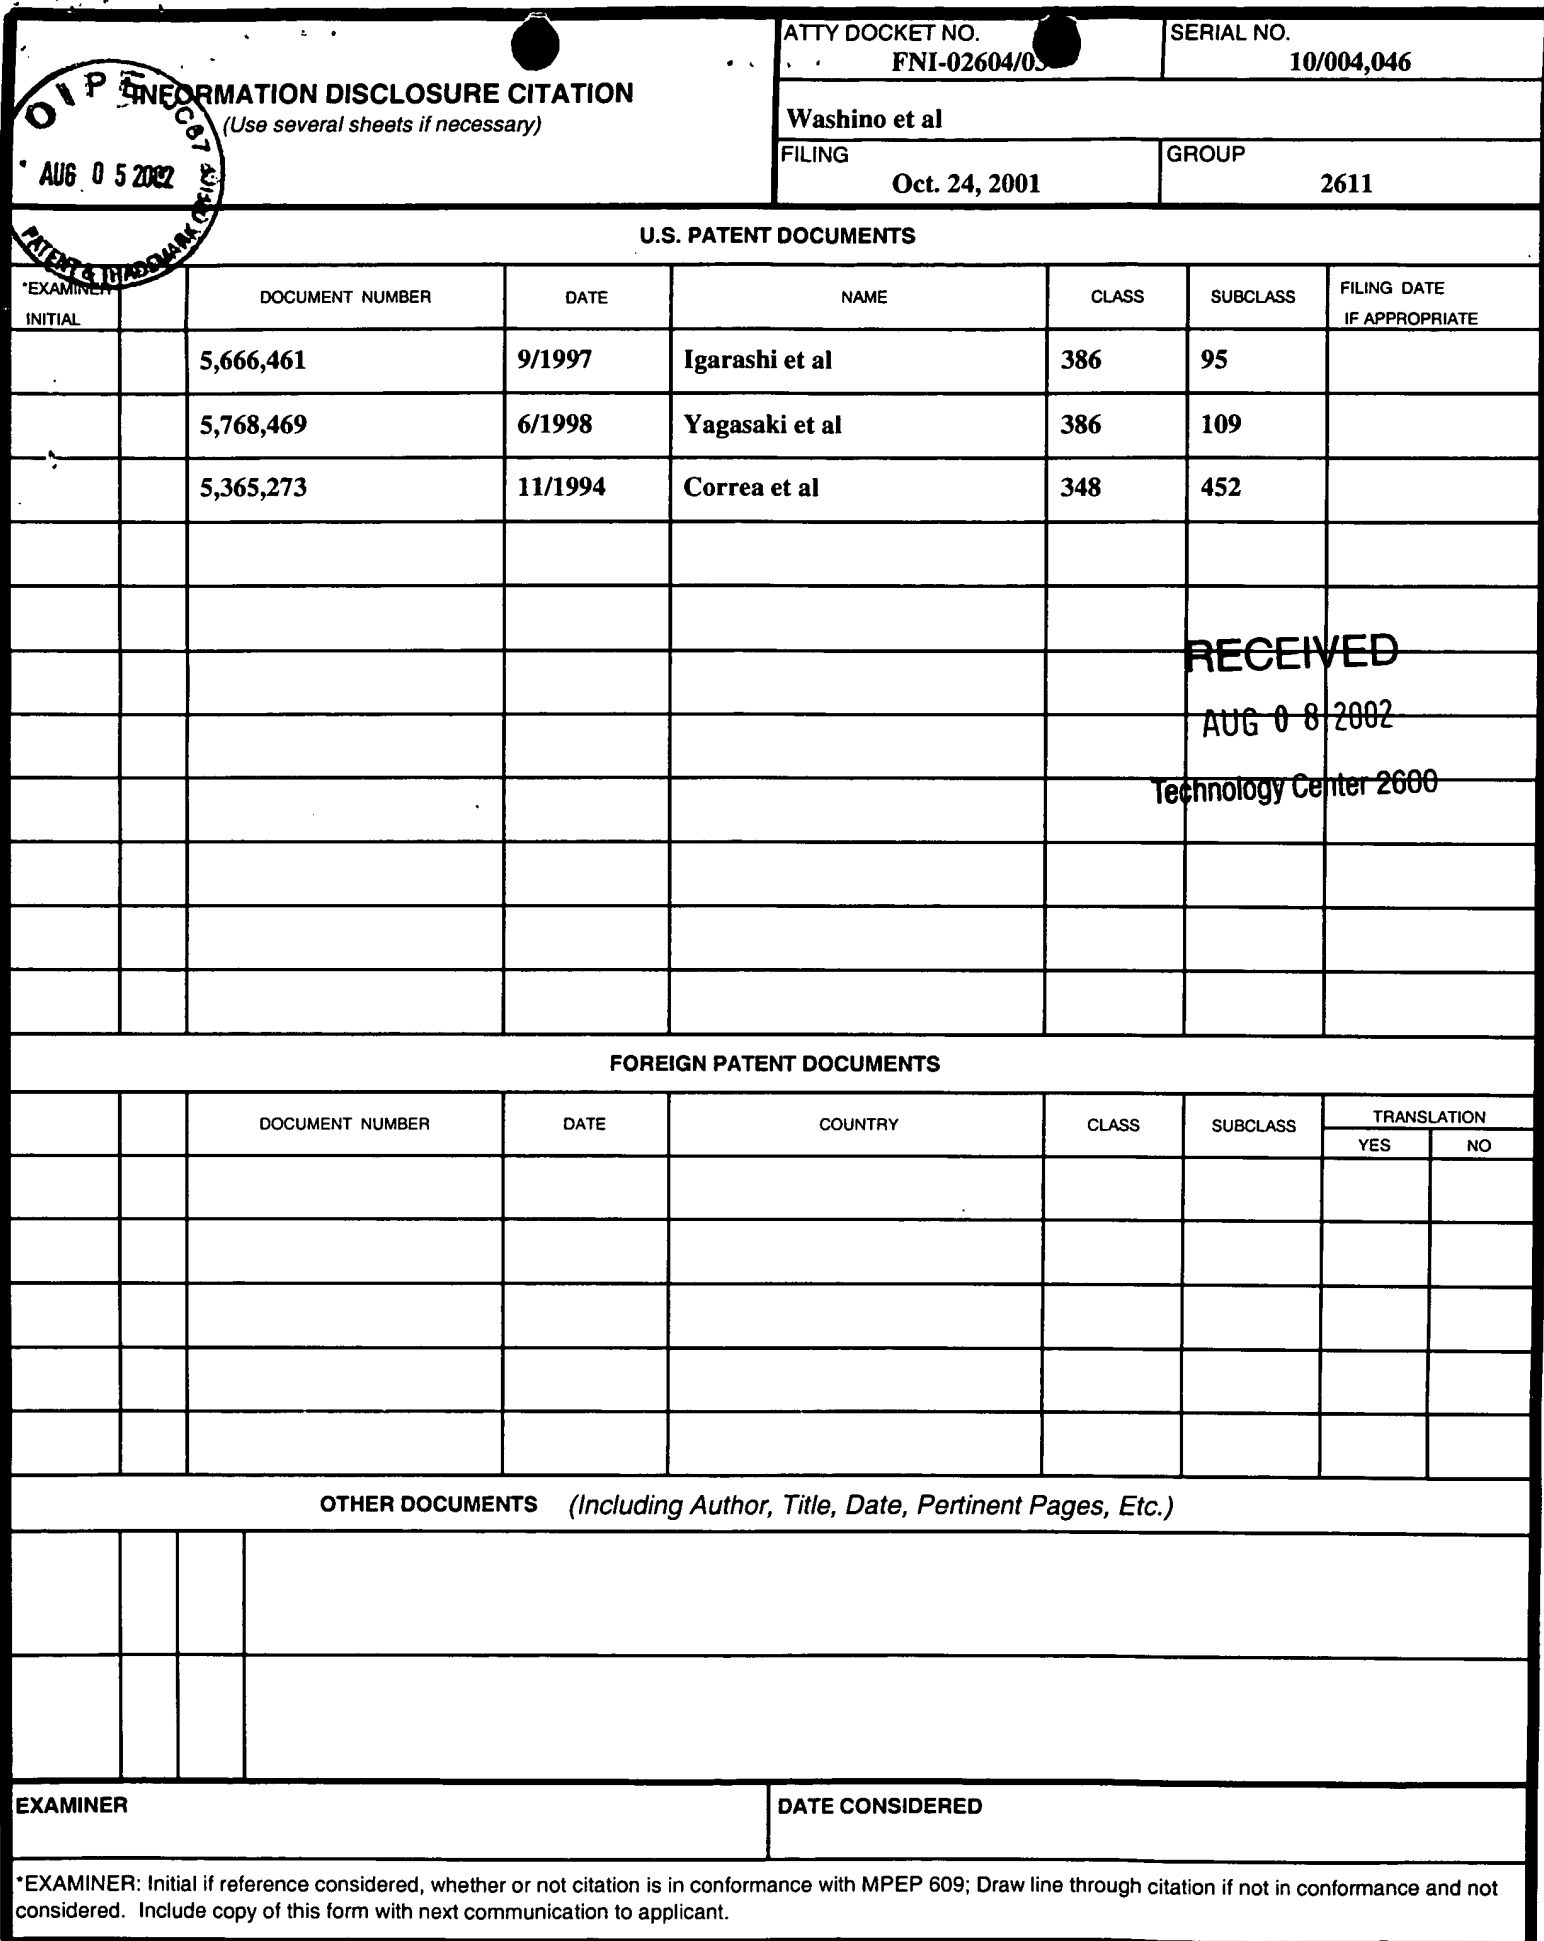 ATTY DOCKET NO.
SERIAL NO.
FNI-02604/03
10/004,046
INFORMATION DISCLOSURE CITATION
(Use several sheets if necessary)
Washino et al
FILING
GROUP
Oct. 24, 2001
2611
O I P E
AUG 0 5 2002
PATENT & TRADEMARK
U.S. PATENT DOCUMENTS
*EXAMINER INITIAL
DOCUMENT NUMBER
DATE
NAME
CLASS
SUBCLASS
FILING DATE
IF APPROPRIATE
5,666,461 9/1997 Igarashi et al 386 95
5,768,469 6/1998 Yagasaki et al 386 109
5,365,273 11/1994 Correa et al 348 452
RECEIVED
AUG 0 8 2002
Technology Center 2600
FOREIGN PATENT DOCUMENTS
DOCUMENT NUMBER
DATE
COUNTRY
CLASS
SUBCLASS
TRANSLATION
YES
NO
OTHER DOCUMENTS (Including Author, Title, Date, Pertinent Pages, Etc.)
EXAMINER
DATE CONSIDERED
*EXAMINER: Initial if reference considered, whether or not citation is in conformance with MPEP 609; Draw line through citation if not in conformance and not
considered. Include copy of this form with next communication to applicant.